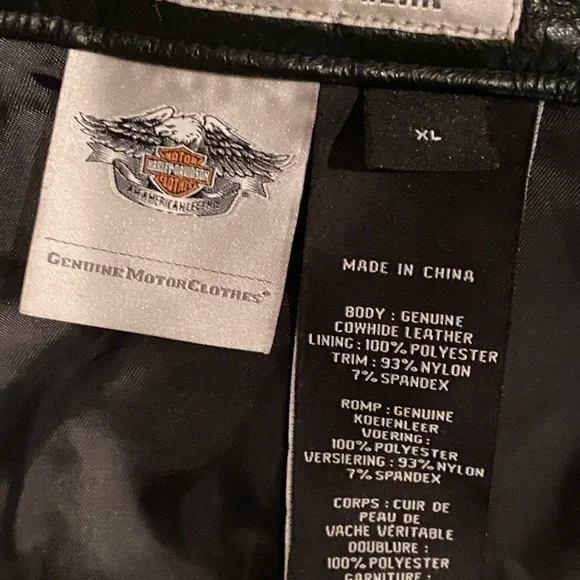 MOTOR
HARLEY-DAVIDSON
CLOTHES
AN AMERICAN LEGEND
®
GENUINE MOTORCLOTHES®
XL
MADE IN CHINA
BODY : GENUINE
COWHIDE LEATHER
LINING : 100% POLYESTER
TRIM : 93% NYLON
7% SPANDEX
ROMP : GENUINE
KOEIENLEER
VOERING :
100% POLYESTER
VERSIERING : 93% NYLON
7% SPANDEX
CORPS : CUIR DE
PEAU DE
VACHE VÉRITABLE
DOUBLURE :
100% POLYESTER
GARNITURE :